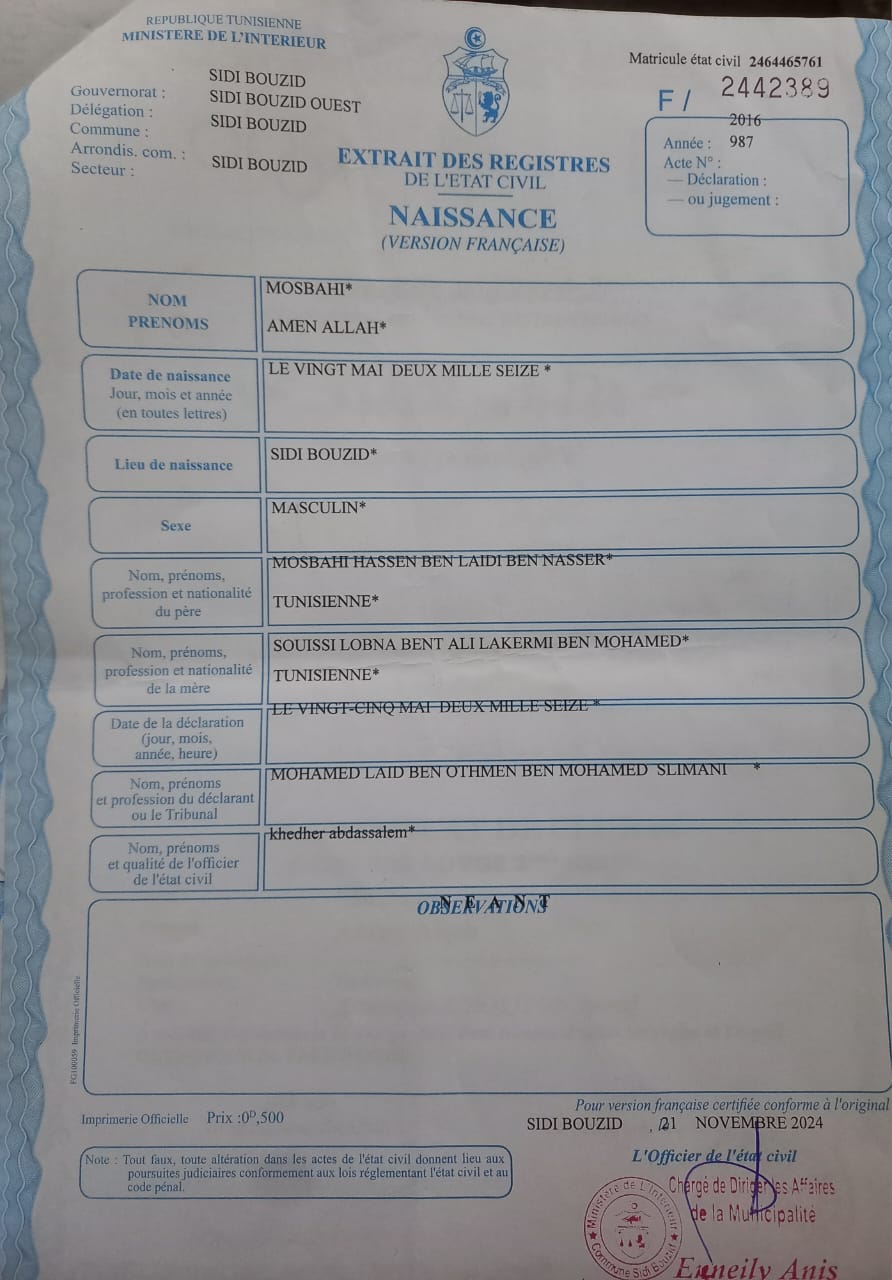 REPUBLIQUE TUNISIENNE
MINISTERE DE L'INTERIEUR
Gouvernorat : SIDI BOUZID
Délégation : SIDI BOUZID OUEST
Commune : SIDI BOUZID
Arrondis. com. :
Secteur : SIDI BOUZID
Matricule état civil 2464465761
F / 2442389
2016
Année : 987
Acte N° :
— Déclaration :
— ou jugement :
EXTRAIT DES REGISTRES
DE L'ETAT CIVIL
NAISSANCE
(VERSION FRANÇAISE)
NOM MOSBAHI*
PRENOMS AMEN ALLAH*
Date de naissance LE VINGT MAI DEUX MILLE SEIZE *
Jour, mois et année
(en toutes lettres)
Lieu de naissance SIDI BOUZID*
Sexe MASCULIN*
Nom, prénoms, MOSBAHI HASSEN BEN LAIDI BEN NASSER*
profession et nationalité TUNISIENNE*
du père
Nom, prénoms, SOUISSI LOBNA BENT ALI LAKERMI BEN MOHAMED*
profession et nationalité TUNISIENNE*
de la mère
Date de la déclaration LE VINGT-CINQ MAI DEUX MILLE SEIZE *
(jour, mois,
année, heure)
Nom, prénoms MOHAMED LAID BEN OTHMEN BEN MOHAMED SLIMANI *
et profession du déclarant
ou le Tribunal
Nom, prénoms khedher abdassalem*
et qualité de l'officier
de l'état civil
OBSERVATIONS
N E A N T
FG100059 Imprimerie Officielle
Imprimerie Officielle Prix :0D,500
Pour version française certifiée conforme à l'original
SIDI BOUZID , 21 NOVEMBRE 2024
L'Officier de l'état civil
Note : Tout faux, toute altération dans les actes de l'état civil donnent lieu aux
poursuites judiciaires conformement aux lois réglementant l'état civil et au
code pénal.
Chargé de Diriger les Affaires
de la Municipalité
Enneily Anis
Ministère de L'Intérieur
Commune Sidi Bouzid